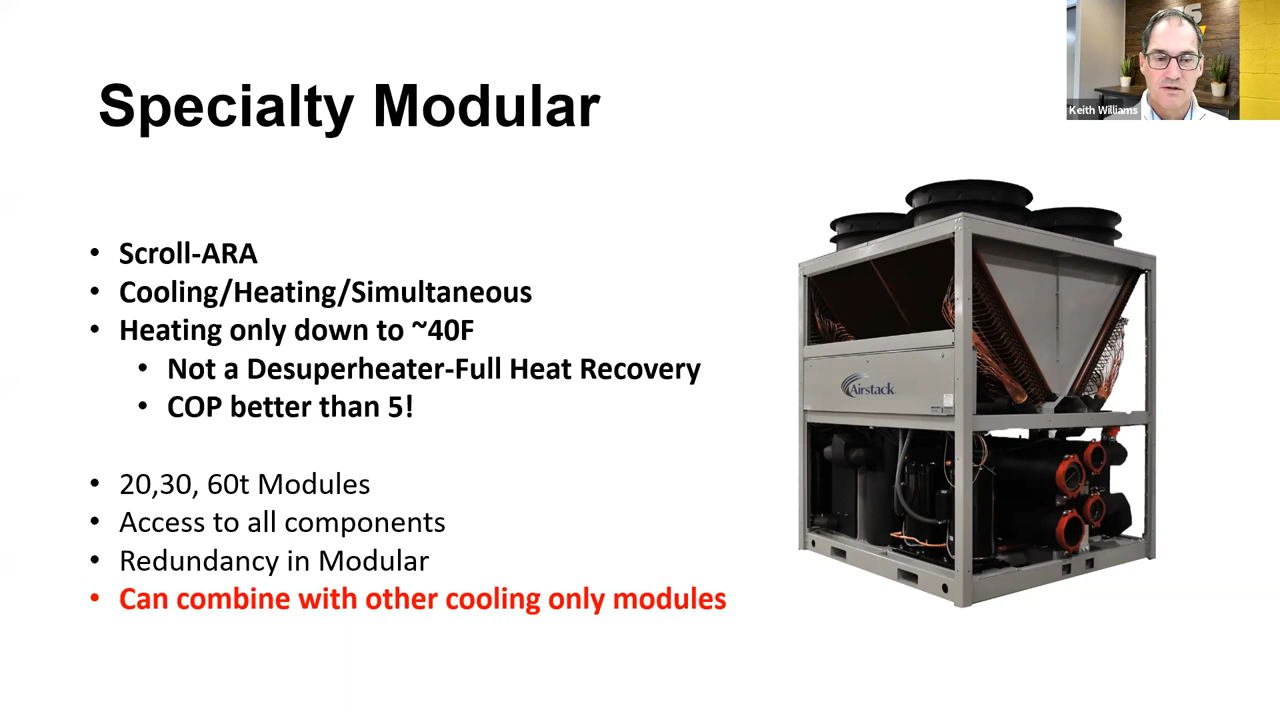 Specialty Modular
Keith Williams
• Scroll-ARA
• Cooling/Heating/Simultaneous
• Heating only down to ~40F
• Not a Desuperheater-Full Heat Recovery
• COP better than 5!
Airstack
• 20,30, 60t Modules
• Access to all components
• Redundancy in Modular
• Can combine with other cooling only modules